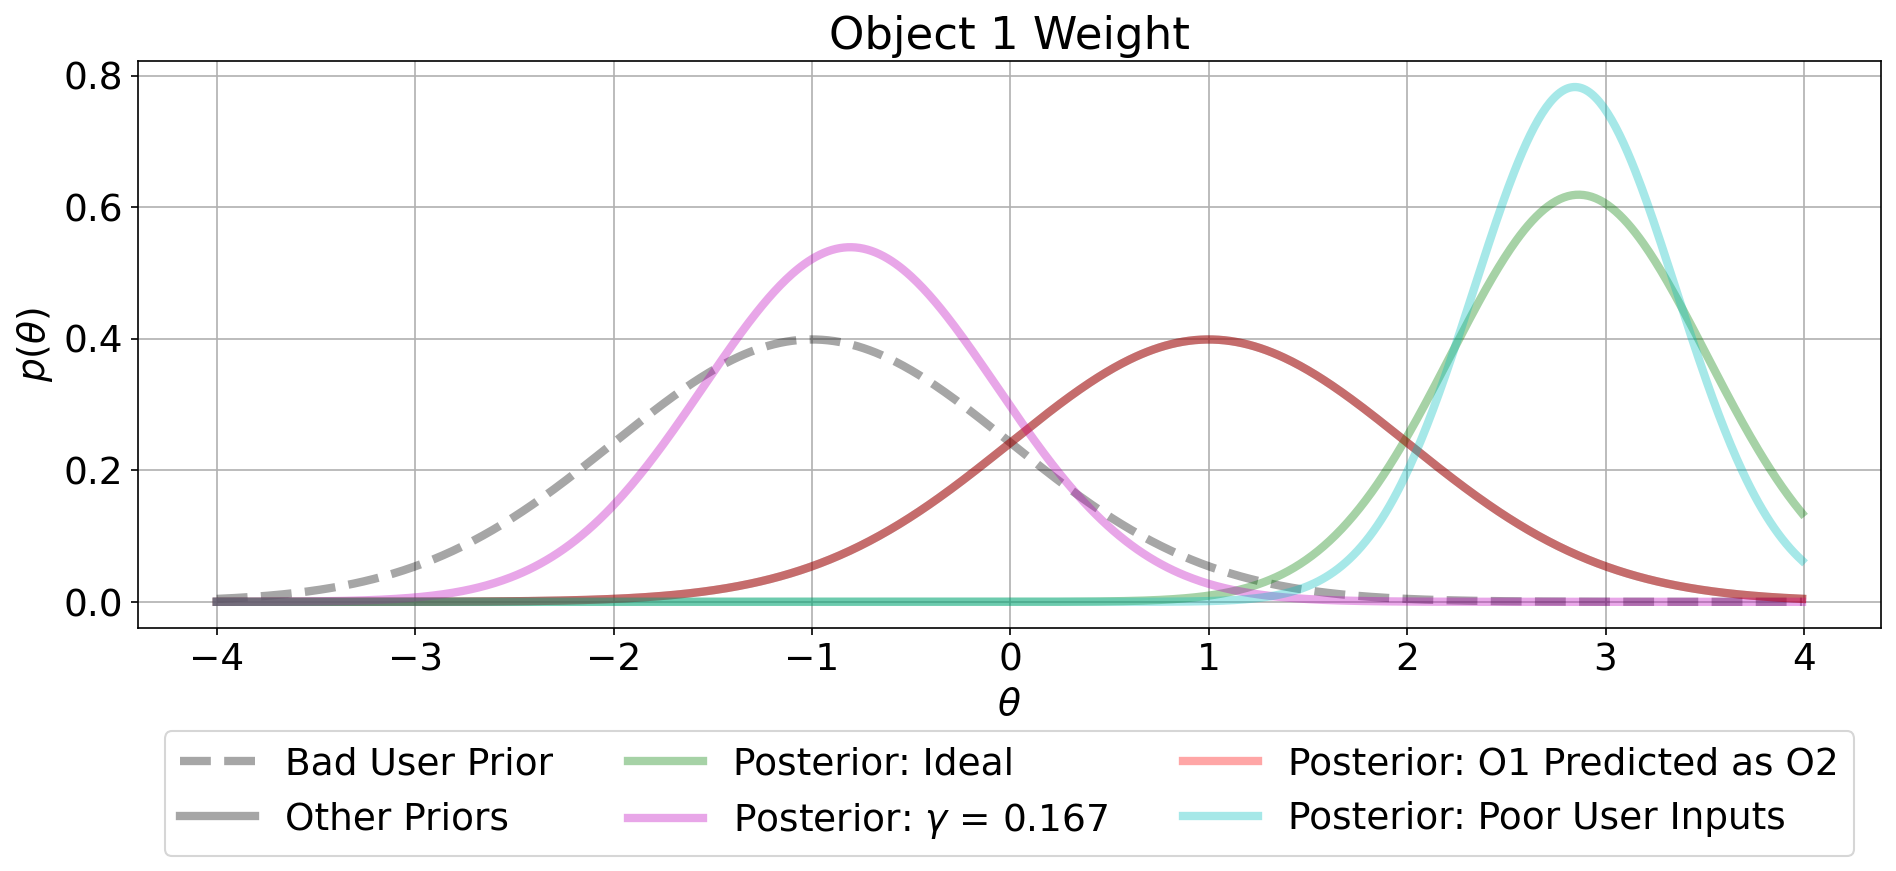 Object 1 Weight
0.8
0.6
0.4
0.2
0.0
p(θ)
−4 −3 −2 −1 0 1 2 3 4
θ
Bad User Prior Posterior: Ideal Posterior: O1 Predicted as O2
Other Priors Posterior: γ = 0.167 Posterior: Poor User Inputs